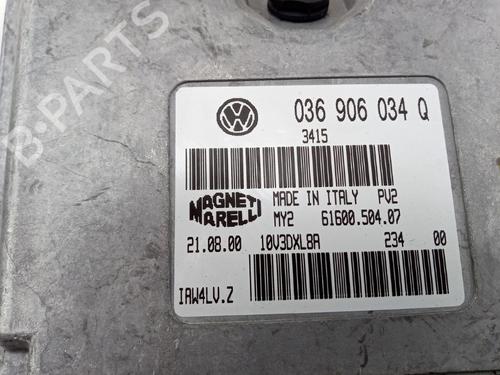 B-PARTS
036 906 034 Q
3415
MAGNETI MARELLI
MADE IN ITALY PV2
MY2 61600.504.07
21.08.00 10V3DXL8A 234 00
IAW4LV.Z